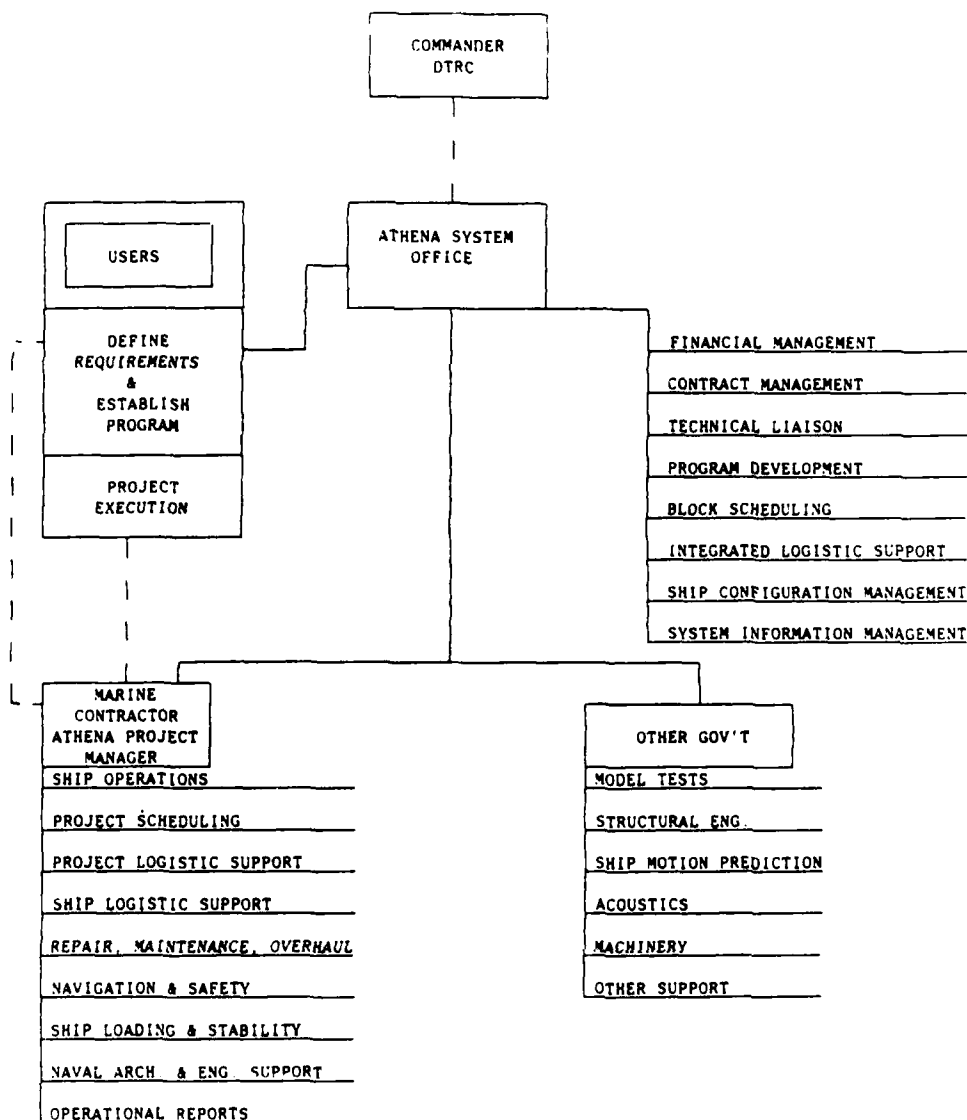 COMMANDER
DTRC
ATHENA SYSTEM
OFFICE
USERS
DEFINE
REQUIREMENTS
&
ESTABLISH
PROGRAM
PROJECT
EXECUTION
FINANCIAL MANAGEMENT
CONTRACT MANAGEMENT
TECHNICAL LIAISON
PROGRAM DEVELOPMENT
BLOCK SCHEDULING
INTEGRATED LOGISTIC SUPPORT
SHIP CONFIGURATION MANAGEMENT
SYSTEM INFORMATION MANAGEMENT
MARINE
CONTRACTOR
ATHENA PROJECT
MANAGER
SHIP OPERATIONS
PROJECT SCHEDULING
PROJECT LOGISTIC SUPPORT
SHIP LOGISTIC SUPPORT
REPAIR, MAINTENANCE, OVERHAUL
NAVIGATION & SAFETY
SHIP LOADING & STABILITY
NAVAL ARCH. & ENG. SUPPORT
OPERATIONAL REPORTS
OTHER GOV'T
MODEL TESTS
STRUCTURAL ENG.
SHIP MOTION PREDICTION
ACOUSTICS
MACHINERY
OTHER SUPPORT